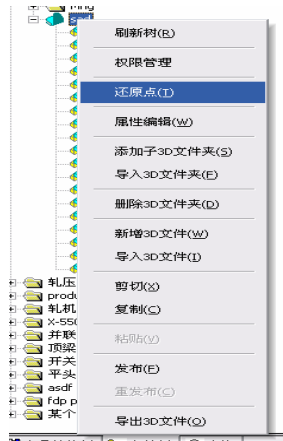 sad
刷新树(R)
权限管理
还原点(T)
属性编辑(W)
添加子3D文件夹(S)
导入3D文件夹(F)
删除3D文件夹(D)
新增3D文件(W)
导入3D文件(I)
剪切(X)
复制(C)
粘贴(V)
发布(F)
重发布(C)
导出3D文件(O)
轧压
produ
轧机
X-550
并联
顶梁
开关
平头
asdf
fdp p
某个